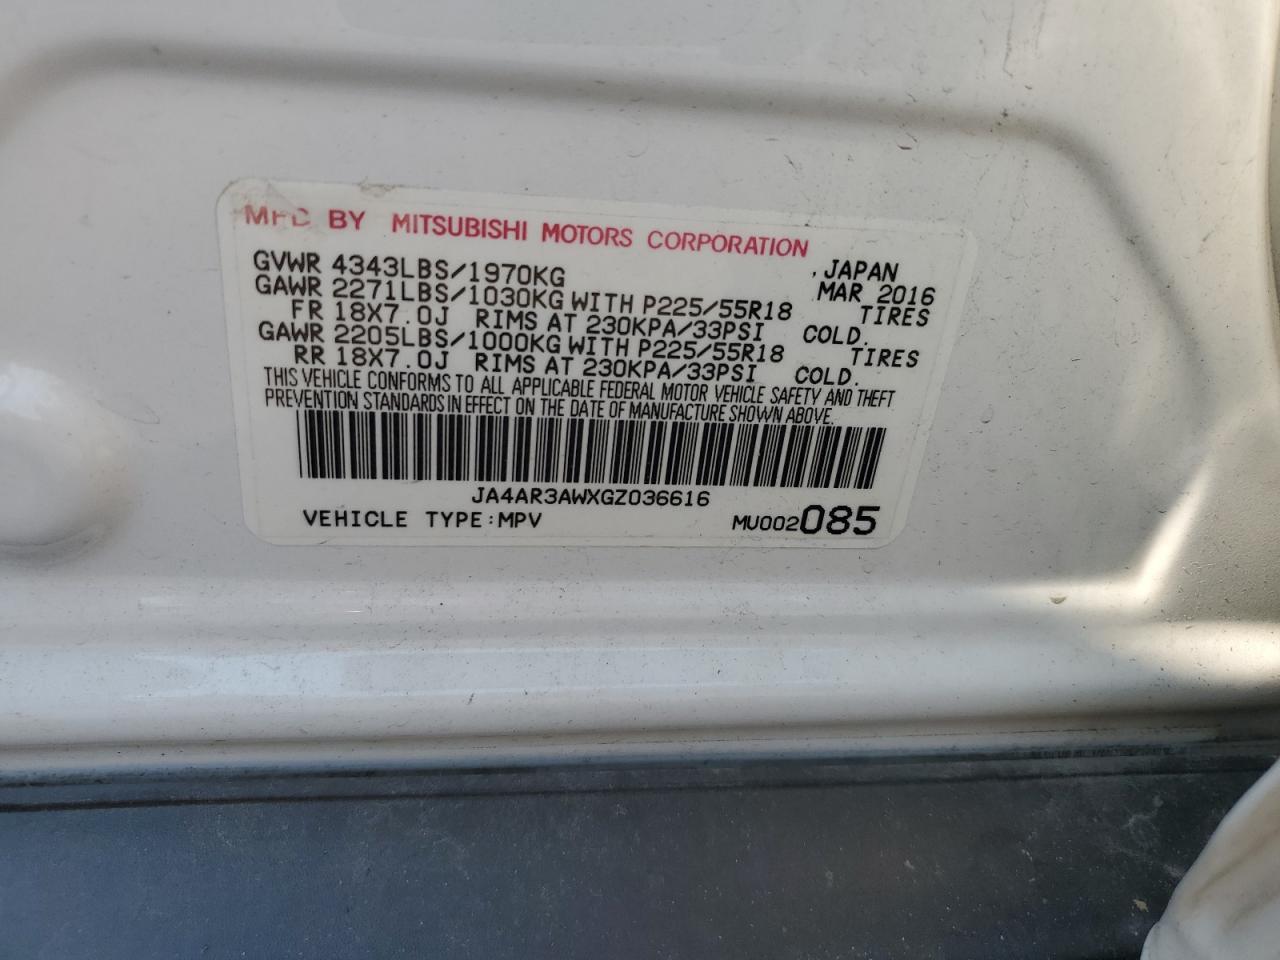 MFD BY MITSUBISHI MOTORS CORPORATION
GVWR 4343LBS/1970KG , JAPAN
GAWR 2271LBS/1030KG WITH P225/55R18 MAR 2016
FR 18X7.0J RIMS AT 230KPA/33PSI COLD. TIRES
GAWR 2205LBS/1000KG WITH P225/55R18 TIRES
RR 18X7.0J RIMS AT 230KPA/33PSI COLD.
THIS VEHICLE CONFORMS TO ALL APPLICABLE FEDERAL MOTOR VEHICLE SAFETY AND THEFT
PREVENTION STANDARDS IN EFFECT ON THE DATE OF MANUFACTURE SHOWN ABOVE.
JA4AR3AWXGZ036616
VEHICLE TYPE:MPV MU002085